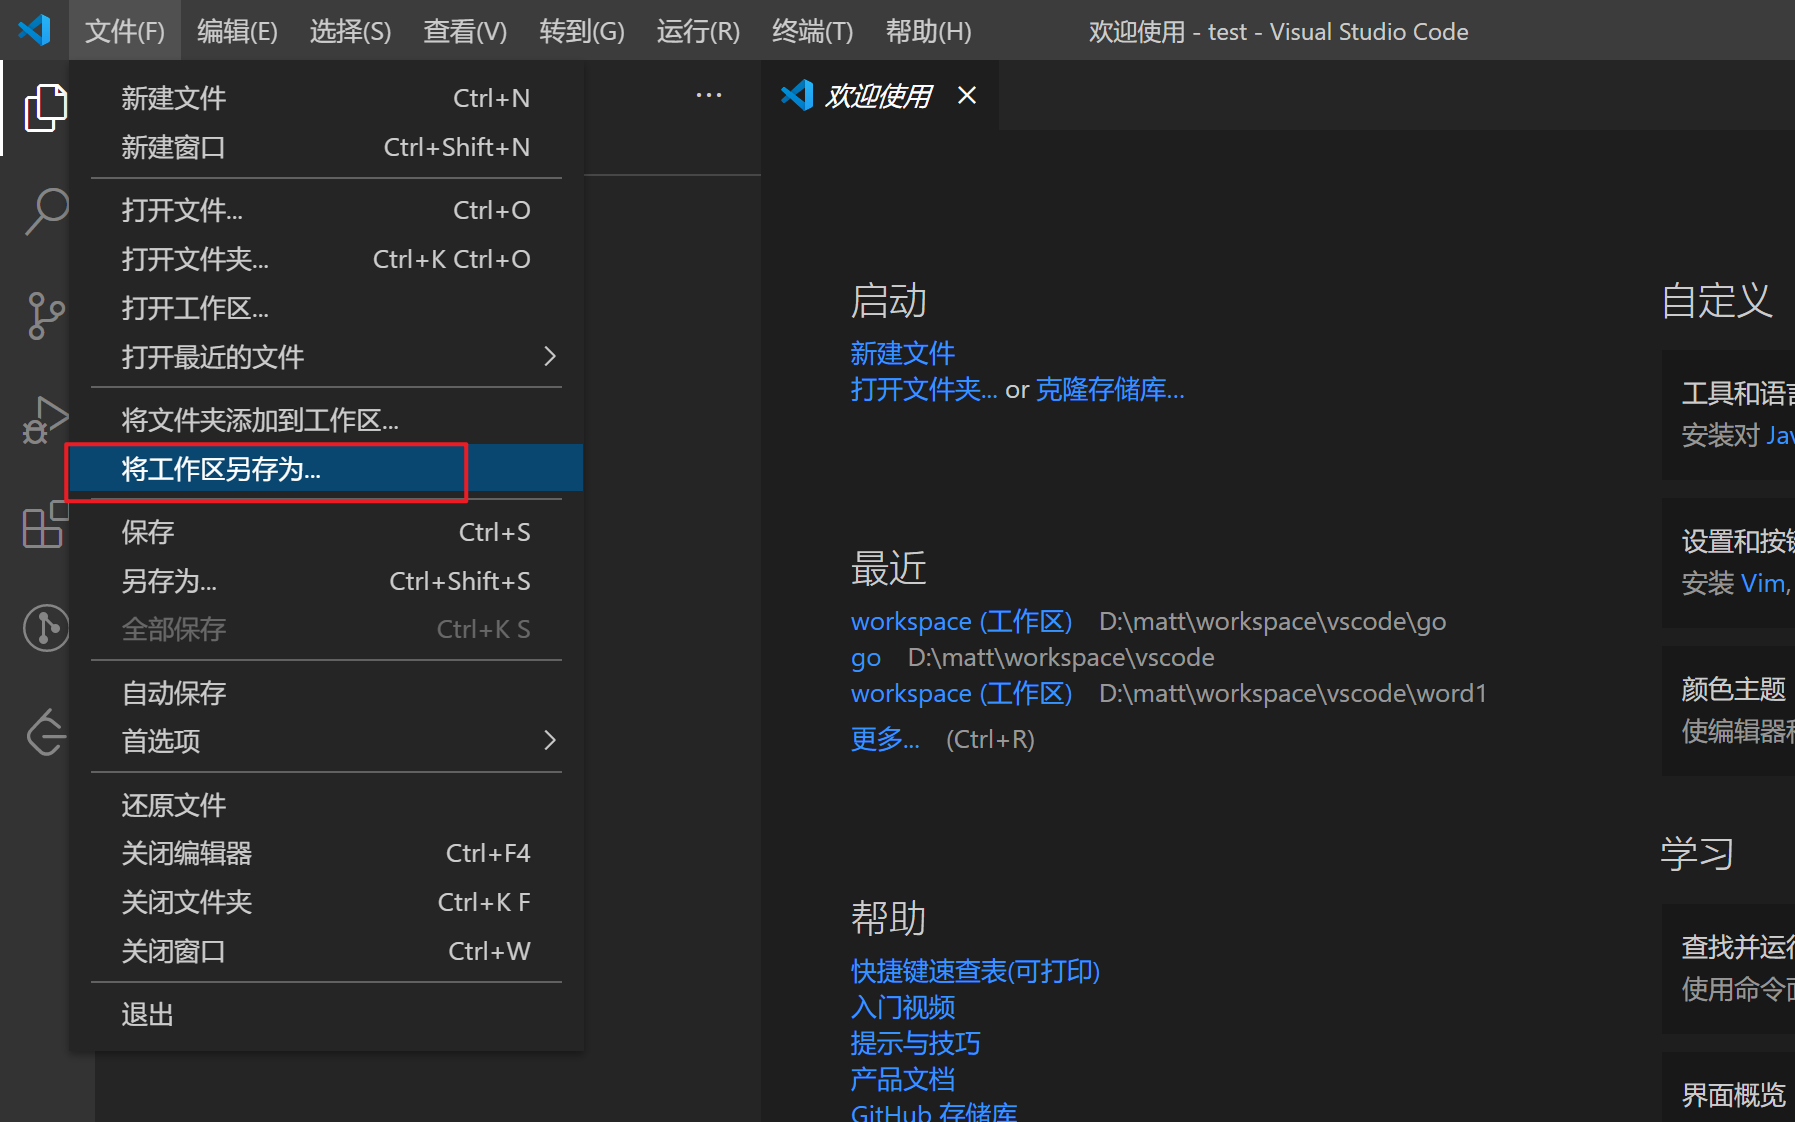 文件(F) 编辑(E) 选择(S) 查看(V) 转到(G) 运行(R) 终端(T) 帮助(H) 欢迎使用 - test - Visual Studio Code
新建文件 Ctrl+N
新建窗口 Ctrl+Shift+N
打开文件... Ctrl+O
打开文件夹... Ctrl+K Ctrl+O
打开工作区...
打开最近的文件
将文件夹添加到工作区...
将工作区另存为...
保存 Ctrl+S
另存为... Ctrl+Shift+S
全部保存 Ctrl+K S
自动保存
首选项
还原文件
关闭编辑器 Ctrl+F4
关闭文件夹 Ctrl+K F
关闭窗口 Ctrl+W
退出
...
欢迎使用
启动
新建文件
打开文件夹... or 克隆存储库...
最近
workspace (工作区) D:\matt\workspace\vscode\go
go D:\matt\workspace\vscode
workspace (工作区) D:\matt\workspace\vscode\word1
更多... (Ctrl+R)
帮助
快捷键速查表(可打印)
入门视频
提示与技巧
产品文档
GitHub 存储库
自定义
工具和语言
安装对 Jav
设置和按键
安装 Vim,
颜色主题
使编辑器和
学习
查找并运行
使用命令面
界面概览